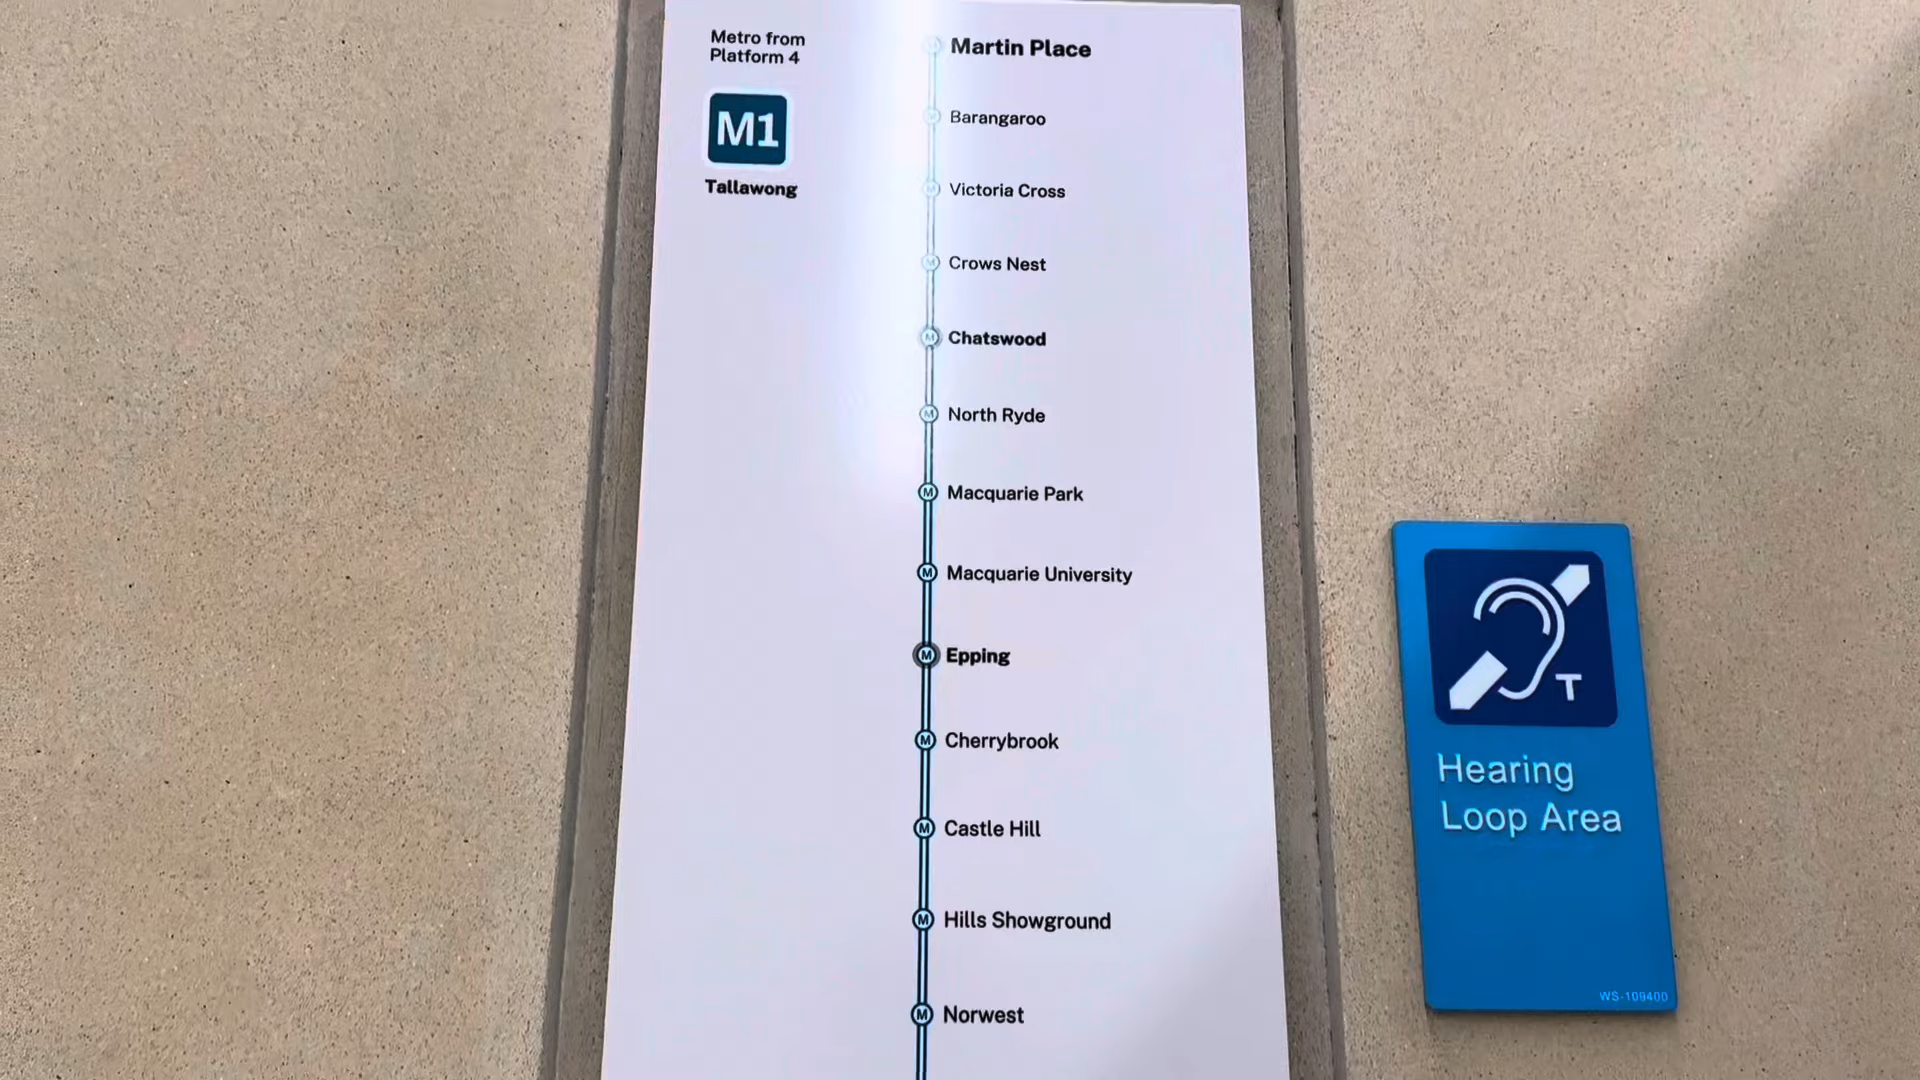 Metro from
Platform 4
M1
Tallawong
Martin Place
Barangaroo
Victoria Cross
Crows Nest
Chatswood
North Ryde
Macquarie Park
Macquarie University
Epping
Cherrybrook
Castle Hill
Hills Showground
Norwest
T
Hearing
Loop Area
WS-109400